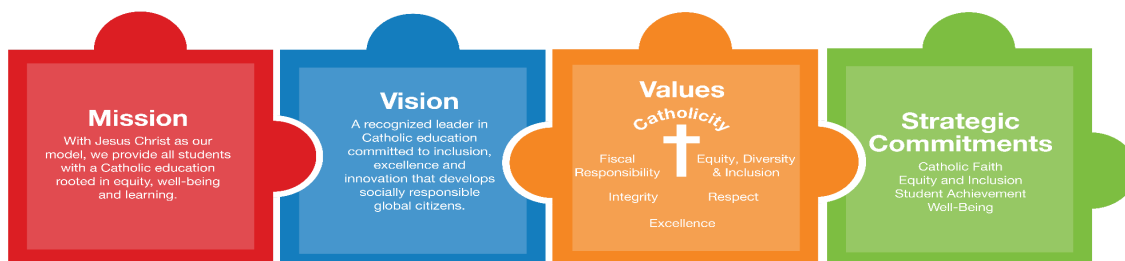 Mission
With Jesus Christ as our
model, we provide all students
with a Catholic education
rooted in equity, well-being
and learning.
Vision
A recognized leader in
Catholic education
committed to inclusion,
excellence and
innovation that develops
socially responsible
global citizens.
Values
Catholicity
Fiscal
Responsibility
Equity, Diversity
& Inclusion
Integrity
Respect
Excellence
Strategic
Commitments
Catholic Faith
Equity and Inclusion
Student Achievement
Well-Being